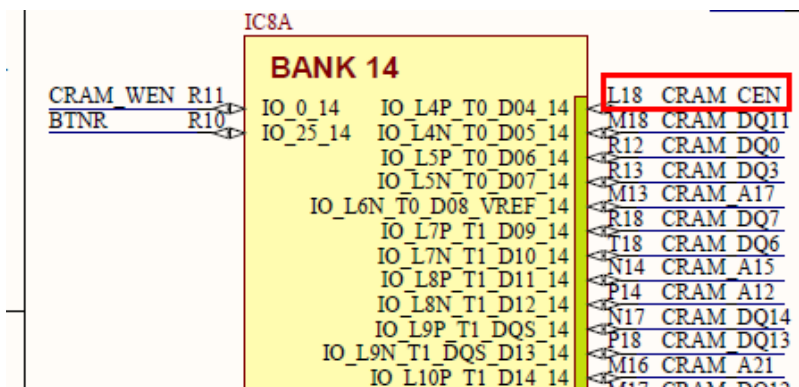 IC8A
BANK 14
CRAM_WEN R11
BTNR R10
IO_0_14
IO_25_14
IO_L4P_T0_D04_14
IO_L4N_T0_D05_14
IO_L5P_T0_D06_14
IO_L5N_T0_D07_14
IO_L6N_T0_D08_VREF_14
IO_L7P_T1_D09_14
IO_L7N_T1_D10_14
IO_L8P_T1_D11_14
IO_L8N_T1_D12_14
IO_L9P_T1_DQS_14
IO_L9N_T1_DQS_D13_14
IO_L10P_T1_D14_14
L18 CRAM_CEN
M18 CRAM_DQ11
R12 CRAM_DQ0
R13 CRAM_DQ3
M13 CRAM_A17
R18 CRAM_DQ7
T18 CRAM_DQ6
N14 CRAM_A15
P14 CRAM_A12
N17 CRAM_DQ14
P18 CRAM_DQ13
M16 CRAM_A21
M17 CRAM_DQ12